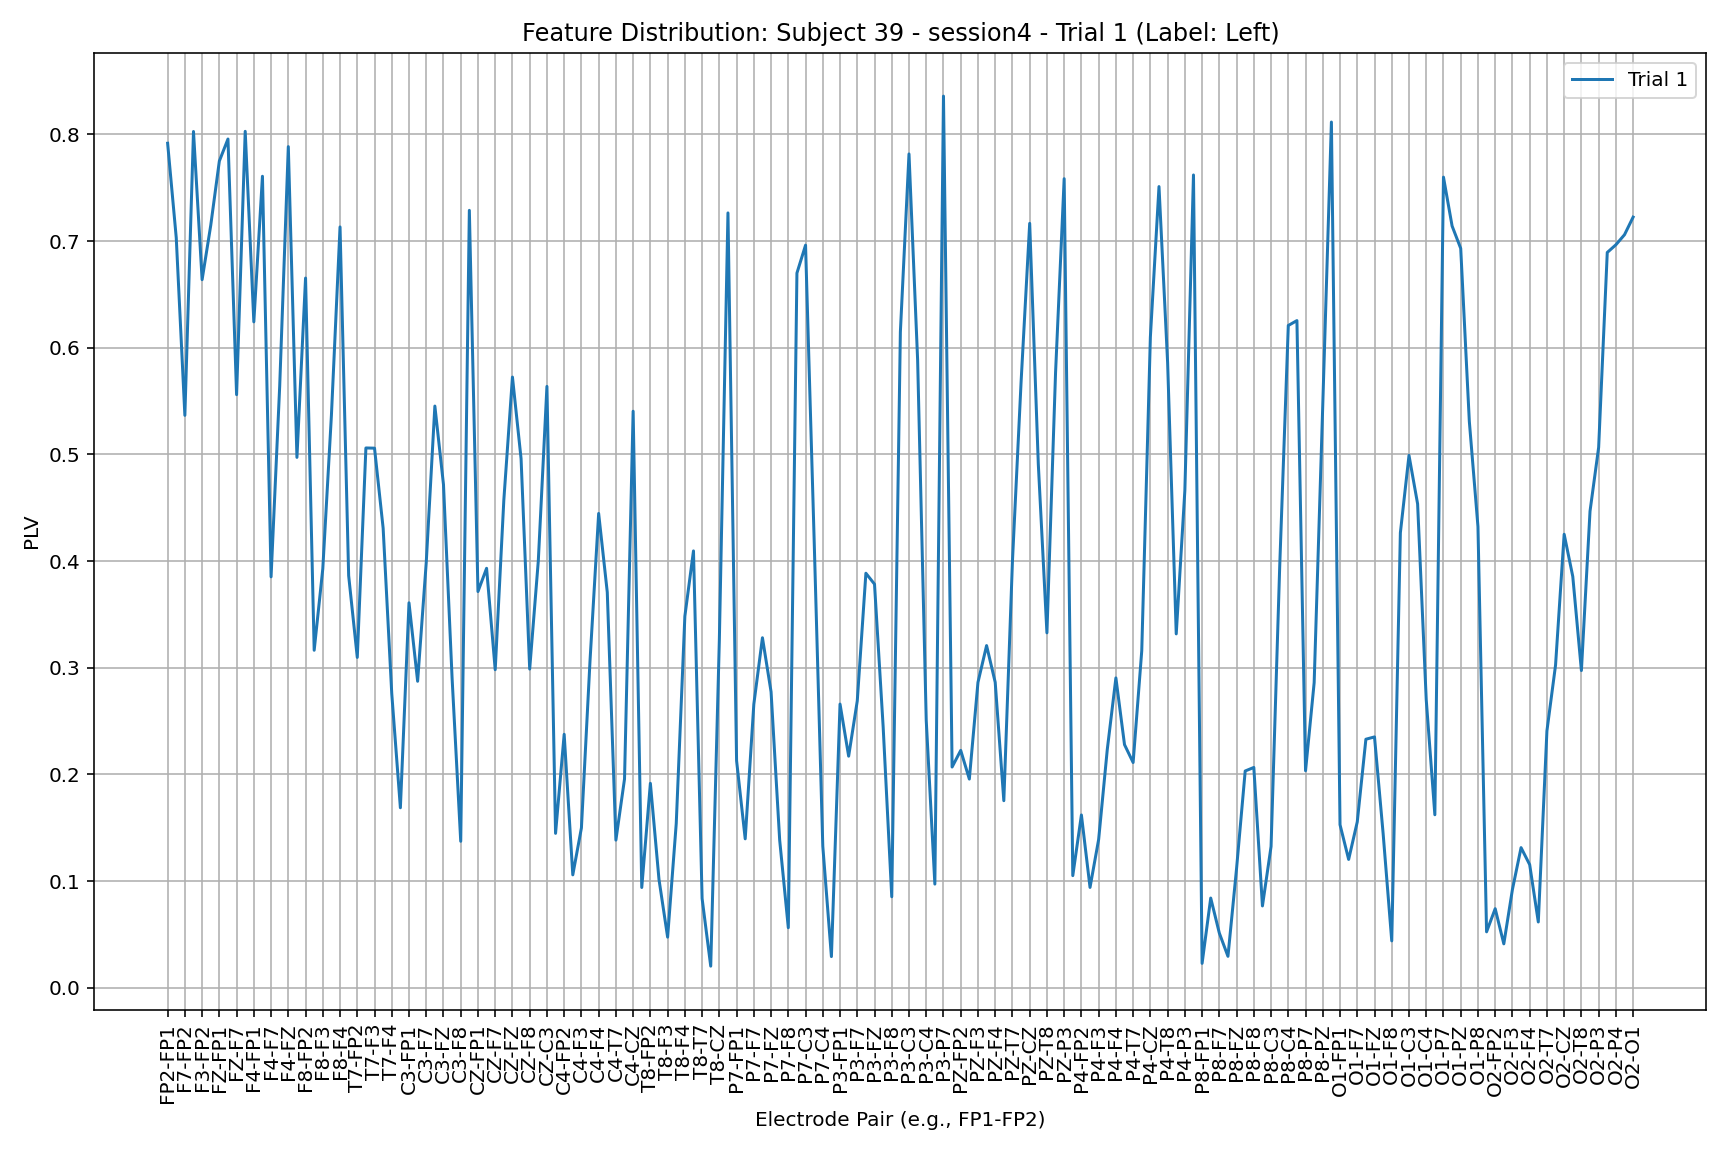 Feature Distribution: Subject 39 - session4 - Trial 1 (Label: Left)
Trial 1
PLV
0.8
0.7
0.6
0.5
0.4
0.3
0.2
0.1
0.0
FP2-FP1
F7-FP2
F3-FP2
FZ-FP1
FZ-F7
F4-FP1
F4-F7
F4-FZ
F8-FP2
F8-F3
F8-F4
T7-FP2
T7-F3
T7-F4
C3-FP1
C3-F7
C3-FZ
C3-F8
CZ-FP1
CZ-F7
CZ-FZ
CZ-F8
CZ-C3
C4-FP2
C4-F3
C4-F4
C4-T7
C4-CZ
T8-FP2
T8-F3
T8-F4
T8-T7
T8-CZ
P7-FP1
P7-F7
P7-FZ
P7-F8
P7-C3
P7-C4
P3-FP1
P3-F7
P3-FZ
P3-F8
P3-C3
P3-C4
P3-P7
PZ-FP2
PZ-F3
PZ-F4
PZ-T7
PZ-CZ
PZ-T8
PZ-P3
P4-FP2
P4-F3
P4-F4
P4-T7
P4-CZ
P4-T8
P4-P3
P8-FP1
P8-F7
P8-FZ
P8-F8
P8-C3
P8-C4
P8-P7
P8-PZ
O1-FP1
O1-F7
O1-FZ
O1-F8
O1-C3
O1-C4
O1-P7
O1-PZ
O1-P8
O2-FP2
O2-F3
O2-F4
O2-T7
O2-CZ
O2-T8
O2-P3
O2-P4
O2-O1
Electrode Pair (e.g., FP1-FP2)